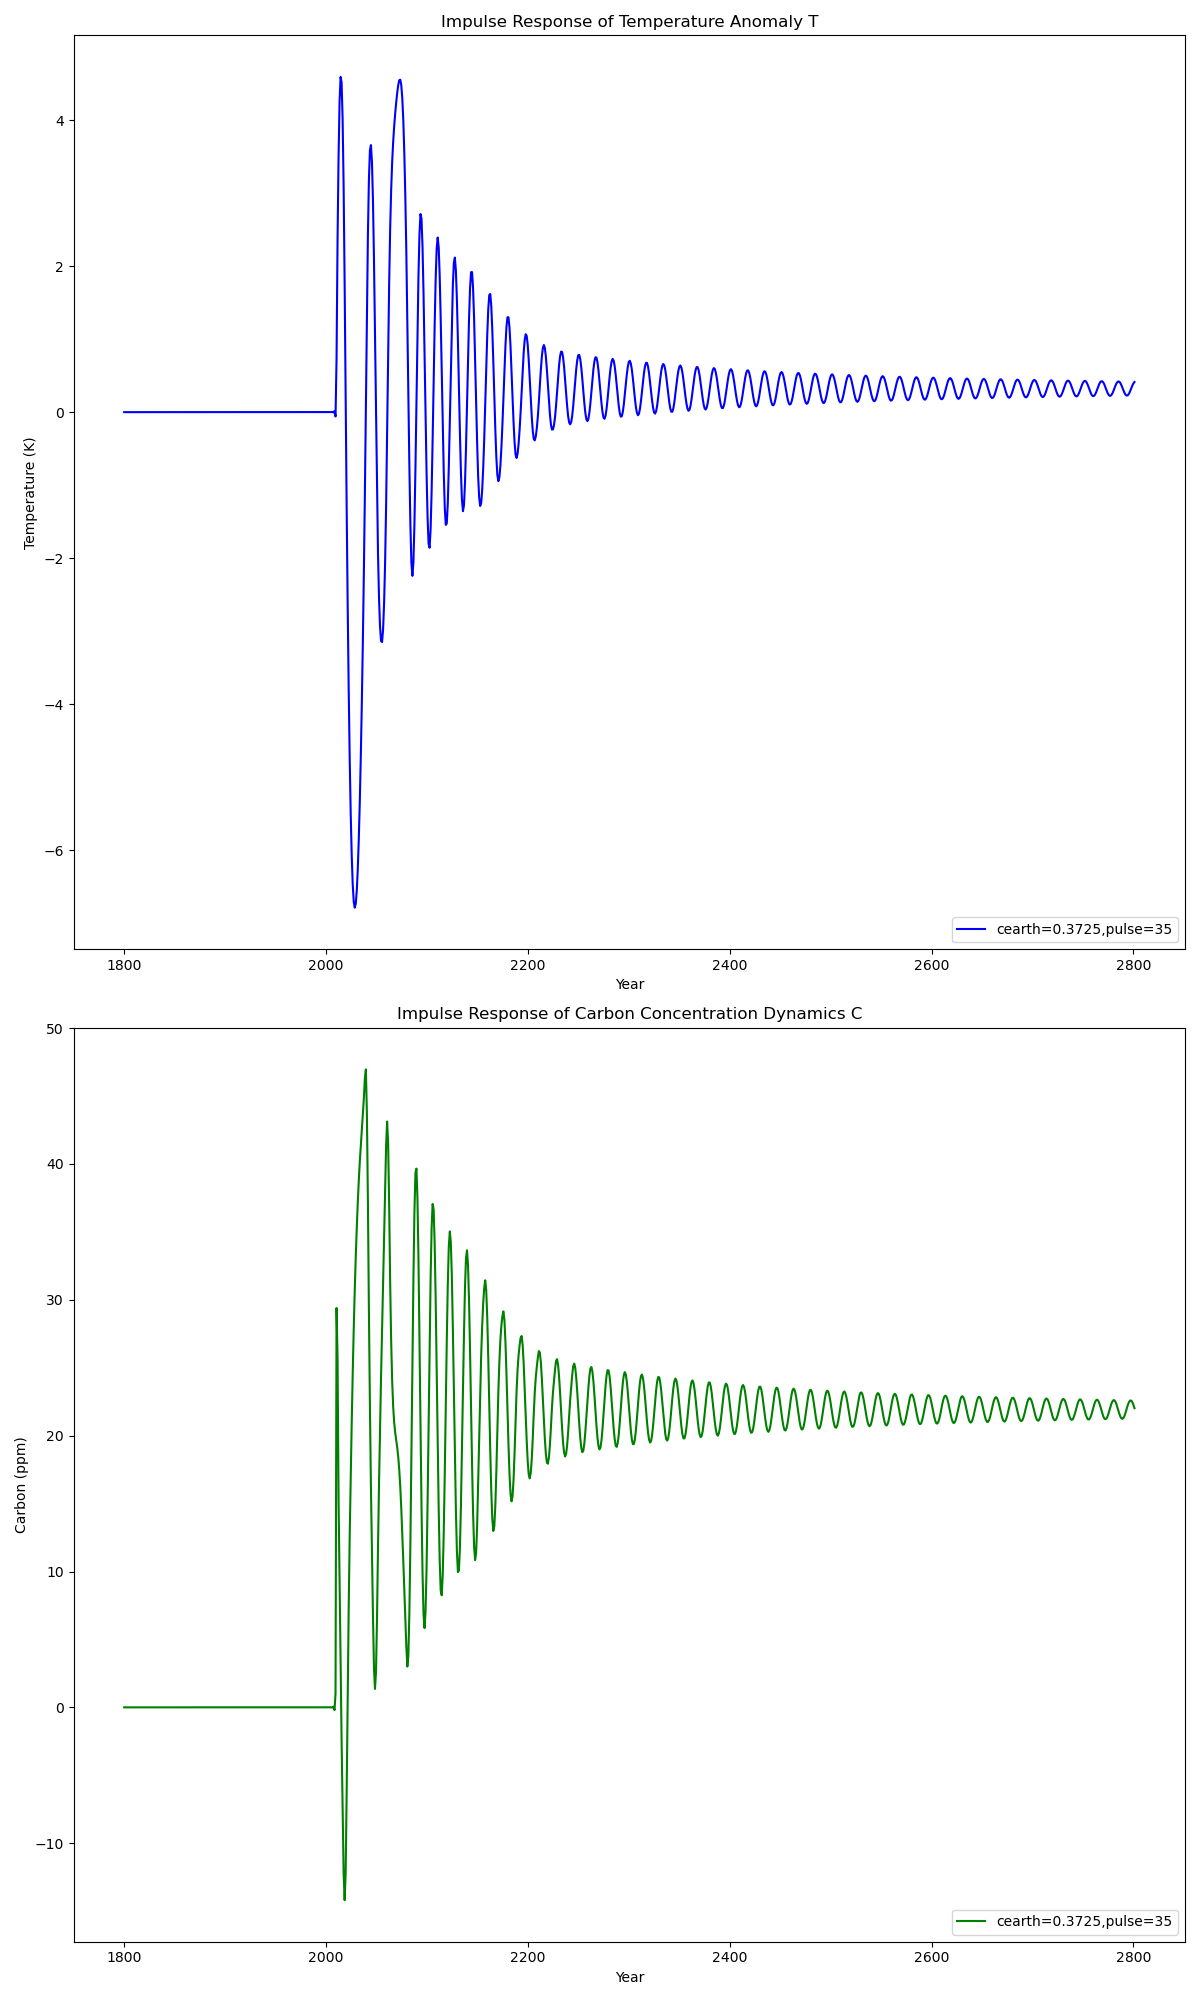 Impulse Response of Temperature Anomaly T
Temperature (K)
4
2
0
−2
−4
−6
cearth=0.3725,pulse=35
1800 2000 2200 2400 2600 2800
Year
Impulse Response of Carbon Concentration Dynamics C
Carbon (ppm)
50
40
30
20
10
0
−10
cearth=0.3725,pulse=35
1800 2000 2200 2400 2600 2800
Year